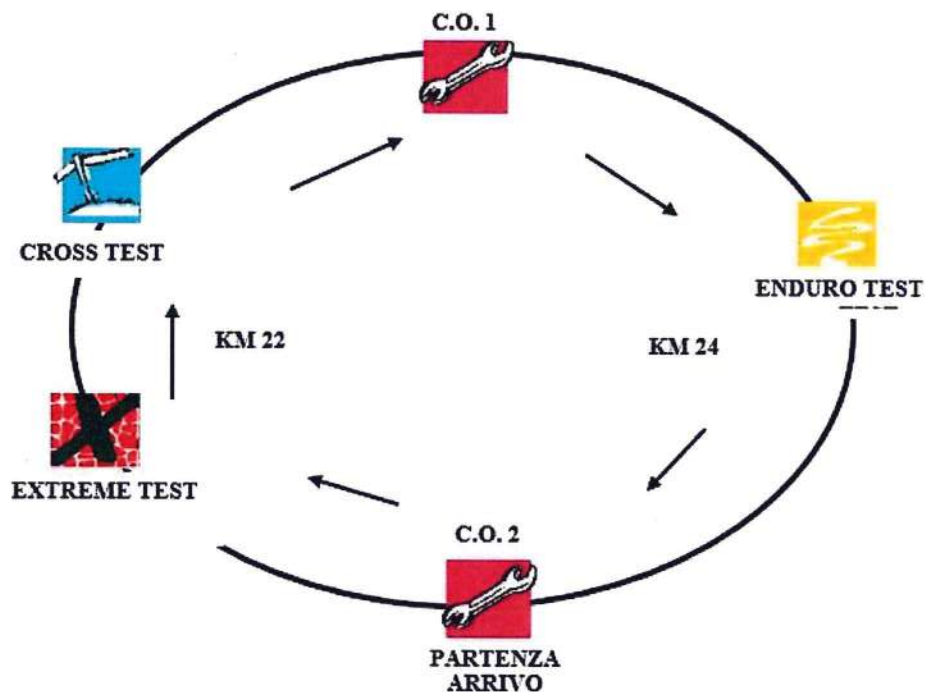 C.O. 1
CROSS TEST
ENDURO TEST
KM 22
KM 24
EXTREME TEST
C.O. 2
PARTENZA
ARRIVO